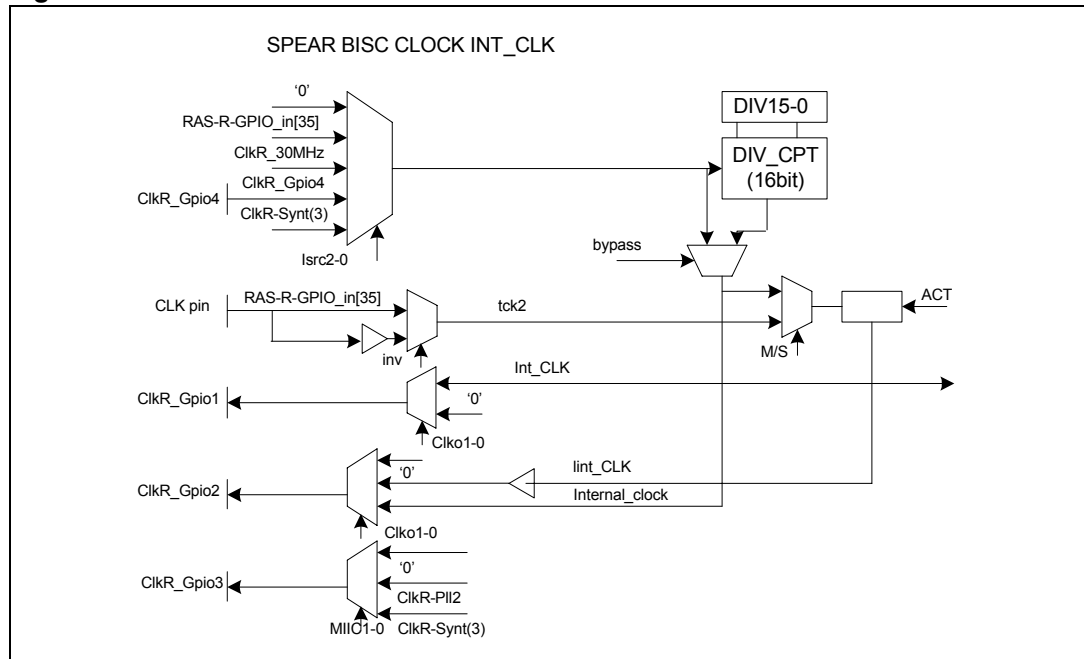 SPEAR BISC CLOCK INT_CLK
‘0’
RAS-R-GPIO_in[35]
ClkR_30MHz
ClkR_Gpio4
ClkR_Gpio4
ClkR-Synt(3)
Isrc2-0
DIV15-0
DIV_CPT
(16bit)
bypass
CLK pin
RAS-R-GPIO_in[35]
inv
tck2
M/S
ACT
Int_CLK
ClkR_Gpio1
‘0’
Clko1-0
Iint_CLK
‘0’
Internal_clock
ClkR_Gpio2
Clko1-0
ClkR_Gpio3
‘0’
ClkR-Pll2
MIIO1-0
ClkR-Synt(3)